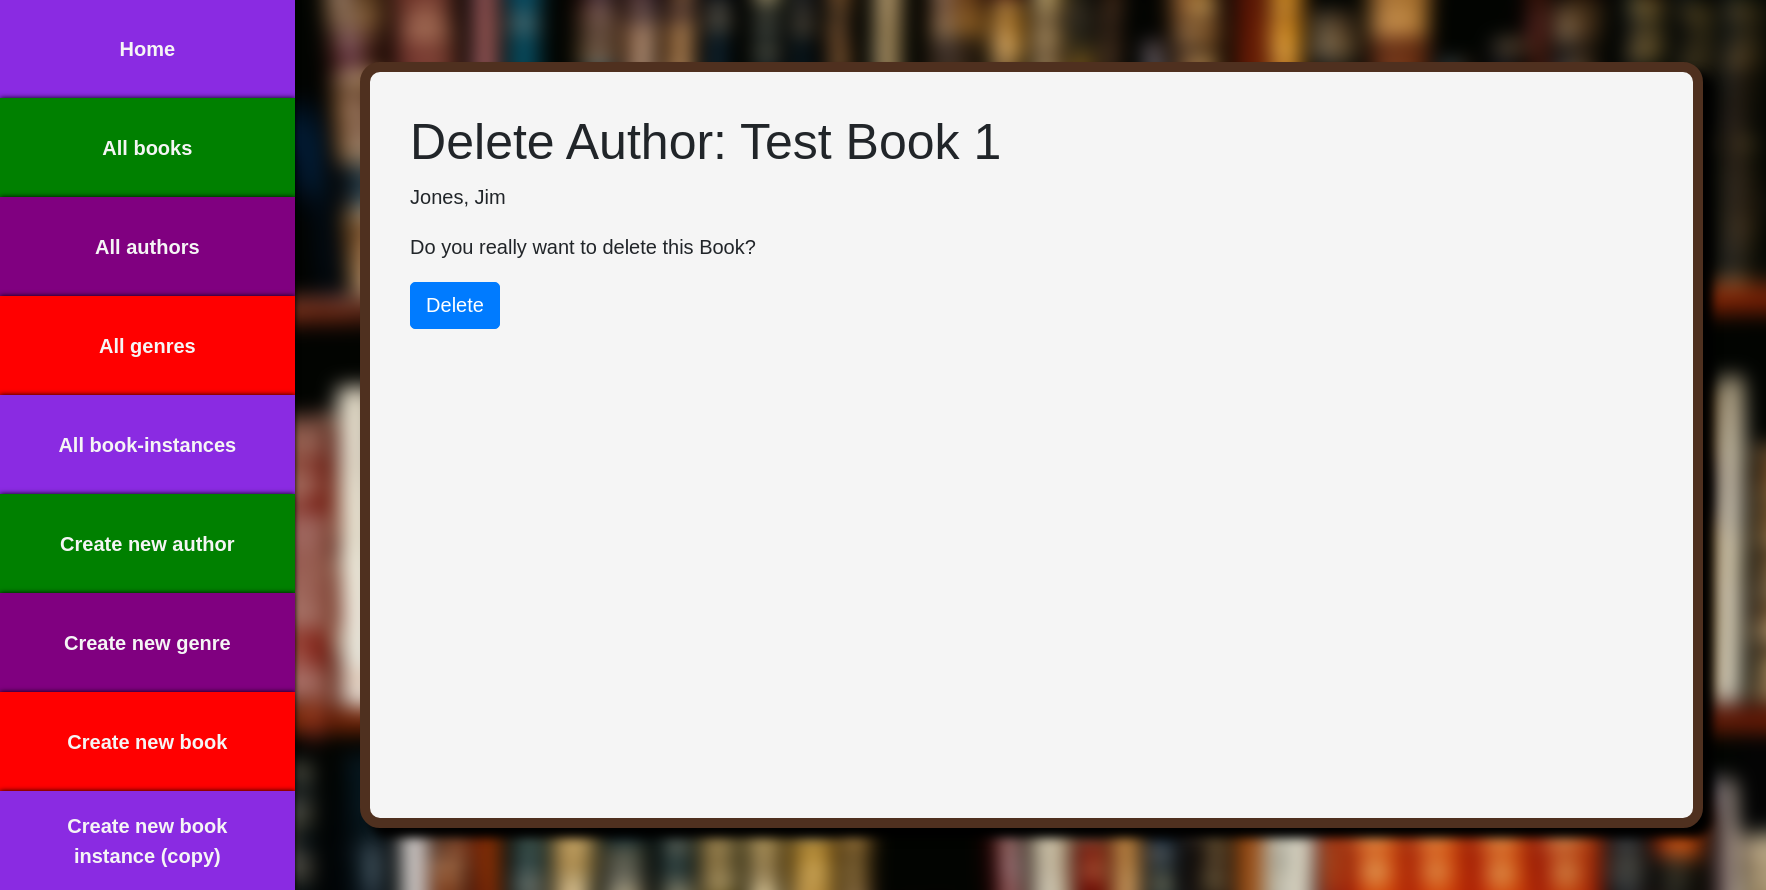 Home
All books
All authors
All genres
All book-instances
Create new author
Create new genre
Create new book
Create new book
instance (copy)
Delete Author: Test Book 1
Jones, Jim
Do you really want to delete this Book?
Delete